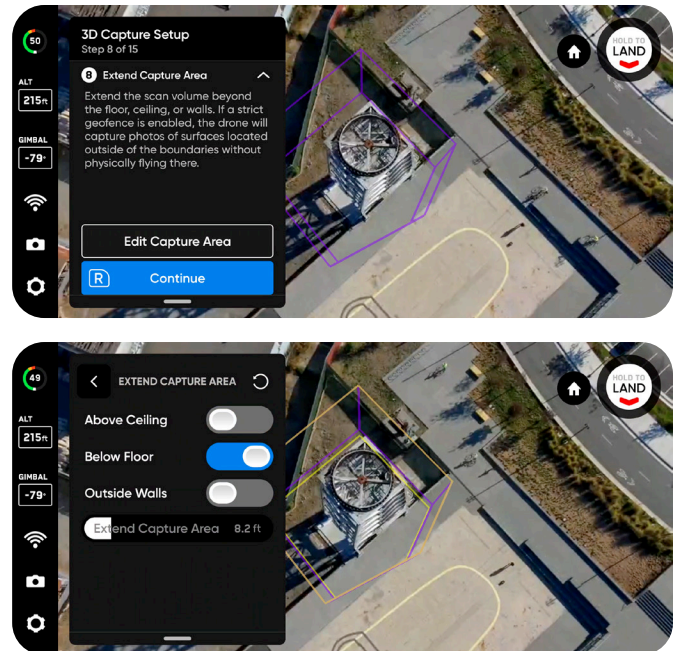 50
3D Capture Setup
Step 8 of 15
HOLD TO
LAND
8 Extend Capture Area
ALT
215ft
Extend the scan volume beyond
the floor, ceiling, or walls. If a strict
geofence is enabled, the drone will
capture photos of surfaces located
outside of the boundaries without
physically flying there.
GIMBAL
-79°
Edit Capture Area
R Continue
49
EXTEND CAPTURE AREA
HOLD TO
LAND
ALT
215ft
Above Ceiling
Below Floor
GIMBAL
-79°
Outside Walls
Extend Capture Area 8.2 ft